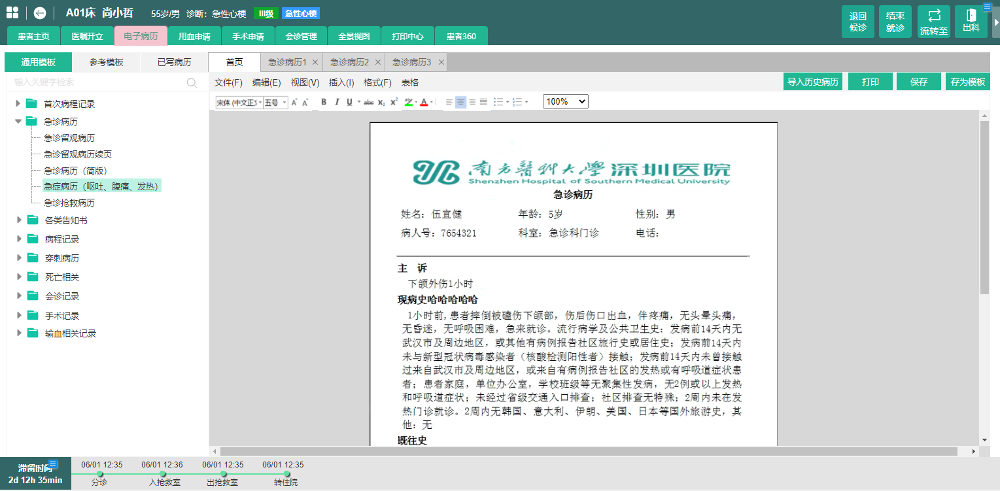 A01床 尚小哲 55岁/男 诊断：急性心梗 III级 急性心梗
退回候诊 结束就诊 流转至 出科
患者主页 医嘱开立 电子病历 用血申请 手术申请 会诊管理 全景视图 打印中心 患者360
通用模板 参考模板 已写病历
输入关键字检索
首次病程记录
急诊病历
急诊留观病历
急诊留观病历续页
急诊病历（简版）
急症病历（呕吐、腹痛、发热）
急诊抢救病历
各类告知书
病程记录
穿刺病历
死亡相关
会诊记录
手术记录
输血相关记录
首页 急诊病历1 × 急诊病历2 × 急诊病历3 ×
文件(F) 编辑(E) 视图(V) 插入(I) 格式(F) 表格
导入历史病历 打印 保存 存为模板
宋体 (中文正文 五号 A A B I U abc X₂ X² aby A 100%
南方醫科大學深圳医院
Shenzhen Hospital of Southern Medical University
急诊病历
姓名：伍宜健 年龄：5岁 性别：男
病人号：7654321 科室：急诊科门诊 电话：
主 诉
下颌外伤1小时
现病史哈哈哈哈哈
1小时前,患者摔倒被磕伤下颌部，伤后伤口出血，伴疼痛，无头晕头痛，
无昏迷，无呼吸困难，急来就诊。流行病学及公共卫生史：发病前14天内无
武汉市及周边地区，或其他有病例报告社区旅行史或居住史；发病前14天内
未与新型冠状病毒感染者（核酸检测阳性者）接触；发病前14天内未曾接触
过来自武汉市及周边地区，或来自有病例报告社区的发热或有呼吸道症状患
者；患者家庭，单位办公室，学校班级等无聚集性发病，无2例或以上发热
和呼吸道症状；未经过省级交通入口排查；社区排查无特殊；2周内未在发
热门诊就诊。2周内无韩国、意大利、伊朗、美国、日本等国外旅游史，其
他：无
既往史
滞留时间
2d 12h 35min
06/01 12:35 06/01 12:36 06/01 12:35 06/01 12:35
分诊 入抢救室 出抢救室 转住院